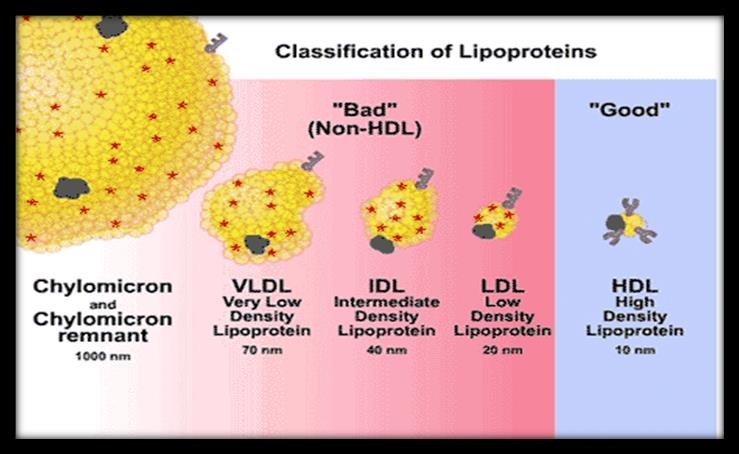 Classification of Lipoproteins
"Bad"
(Non-HDL)
"Good"
Chylomicron
and
Chylomicron
remnant
1000 nm
VLDL
Very Low
Density
Lipoprotein
70 nm
IDL
Intermediate
Density
Lipoprotein
40 nm
LDL
Low
Density
Lipoprotein
20 nm
HDL
High
Density
Lipoprotein
10 nm